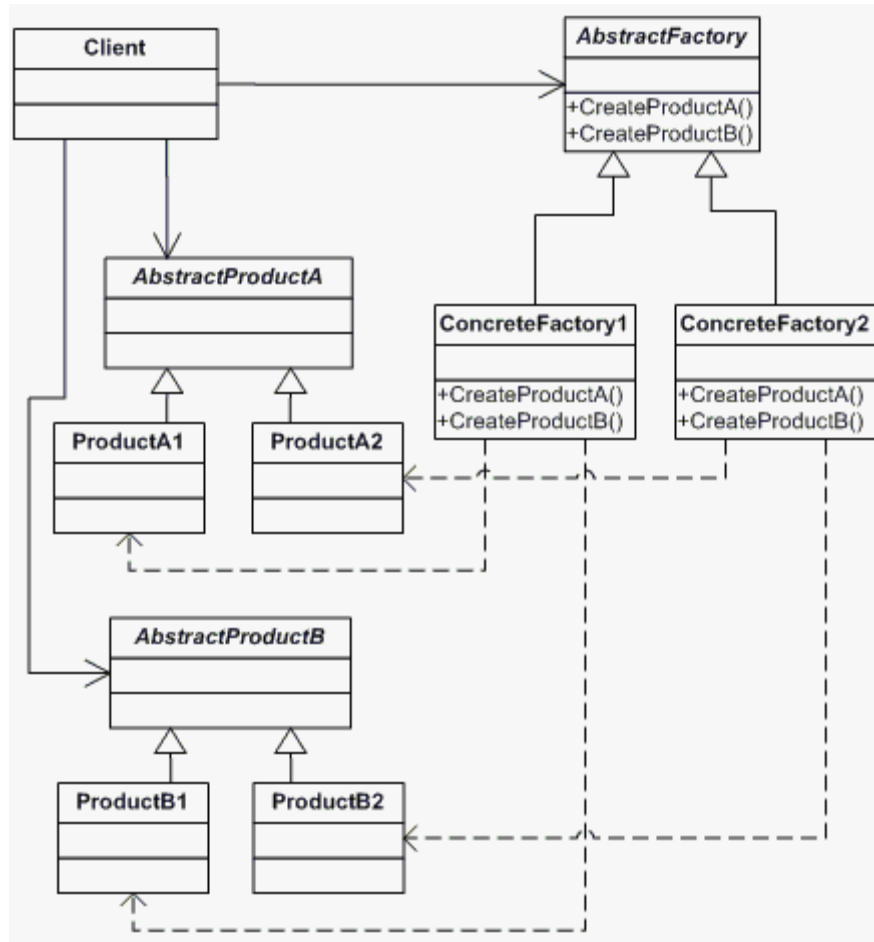 Client
AbstractFactory
+CreateProductA()
+CreateProductB()
AbstractProductA
ConcreteFactory1
+CreateProductA()
+CreateProductB()
ConcreteFactory2
+CreateProductA()
+CreateProductB()
ProductA1
ProductA2
AbstractProductB
ProductB1
ProductB2